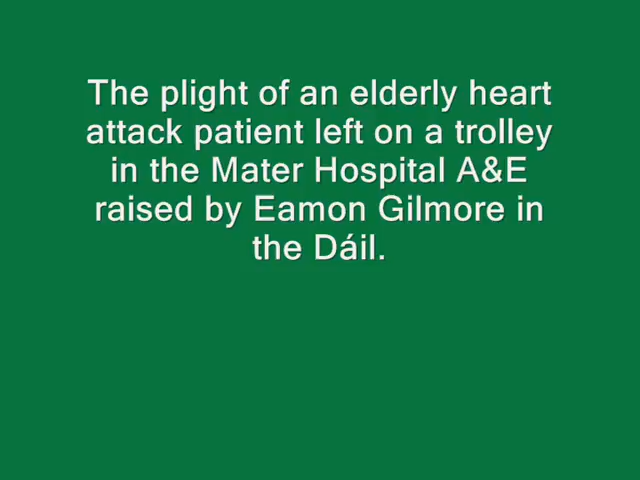 The plight of an elderly heart
attack patient left on a trolley
in the Mater Hospital A&E
raised by Eamon Gilmore in
the Dáil.